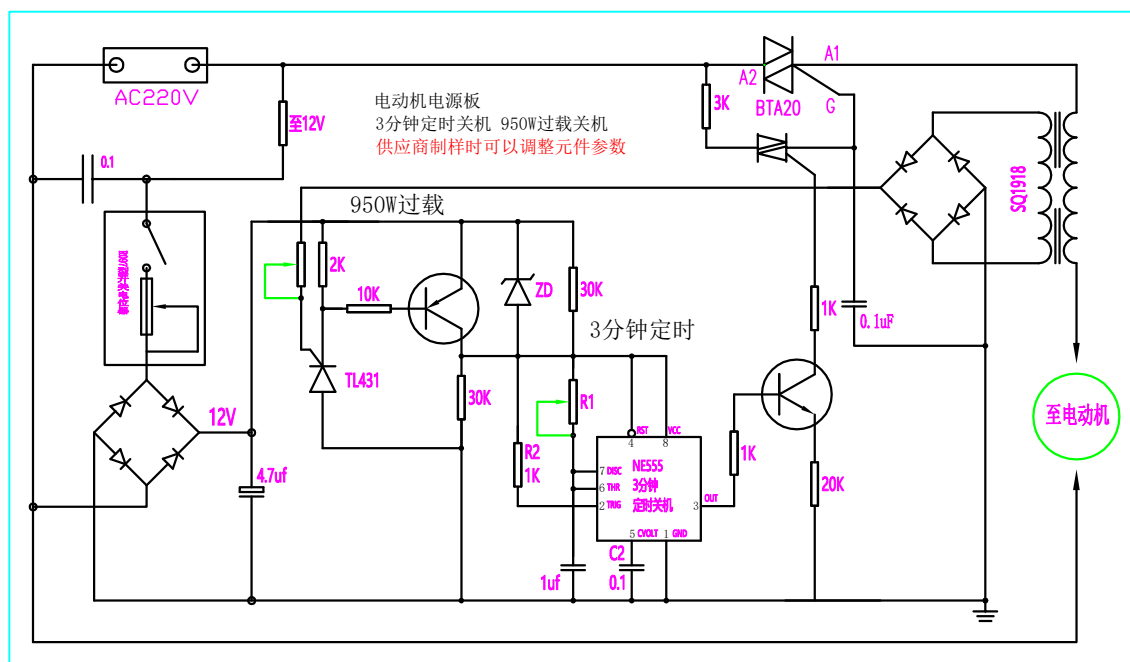 AC220V
至12V
电动机电源板
3分钟定时关机 950W过载关机
供应商制样时可以调整元件参数
A2
A1
BTA20
G
3K
0.1
950W过载
SQ1918
2K
10K
ZD
30K
1K
0.1uF
3分钟定时
TL431
30K
R1
至电动机
12V
4.7uf
R2
1K
RST
VCC
4
8
NE555
3分钟
定时关机
7 DISC
6 THR
2 TRIG
3
OUT
5 CVOLT
1 GND
1K
20K
C2
0.1
1uf